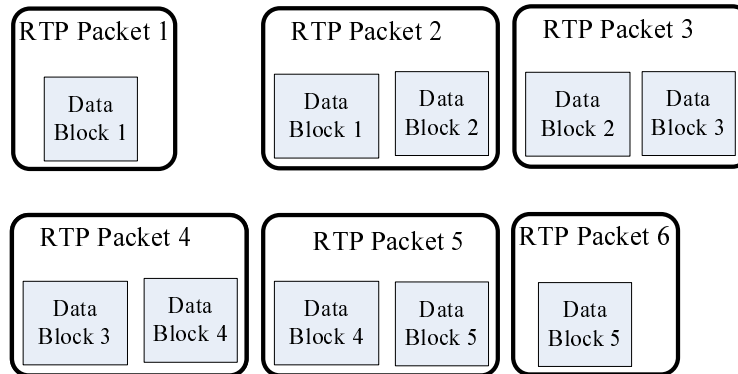 RTP Packet 1
Data
Block 1
RTP Packet 2
Data
Block 1
Data
Block 2
RTP Packet 3
Data
Block 2
Data
Block 3
RTP Packet 4
Data
Block 3
Data
Block 4
RTP Packet 5
Data
Block 4
Data
Block 5
RTP Packet 6
Data
Block 5